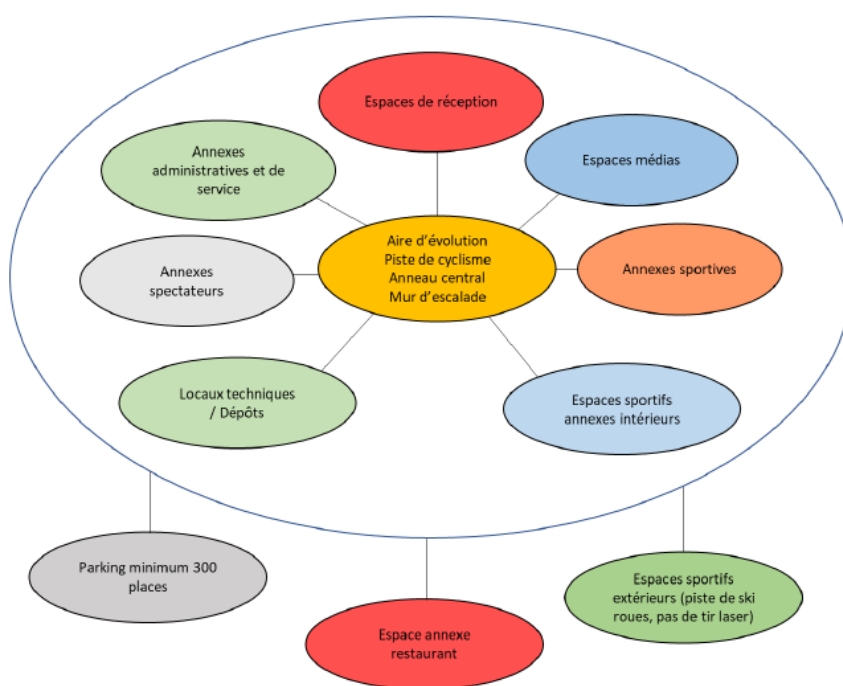 Espaces de réception
Annexes
administratives et de
service
Espaces médias
Aire d'évolution
Piste de cyclisme
Anneau central
Mur d'escalade
Annexes
spectateurs
Annexes sportives
Locaux techniques
/ Dépôts
Espaces sportifs
annexes intérieurs
Parking minimum 300
places
Espace annexe
restaurant
Espaces sportifs
extérieurs (piste de ski
roues, pas de tir laser)